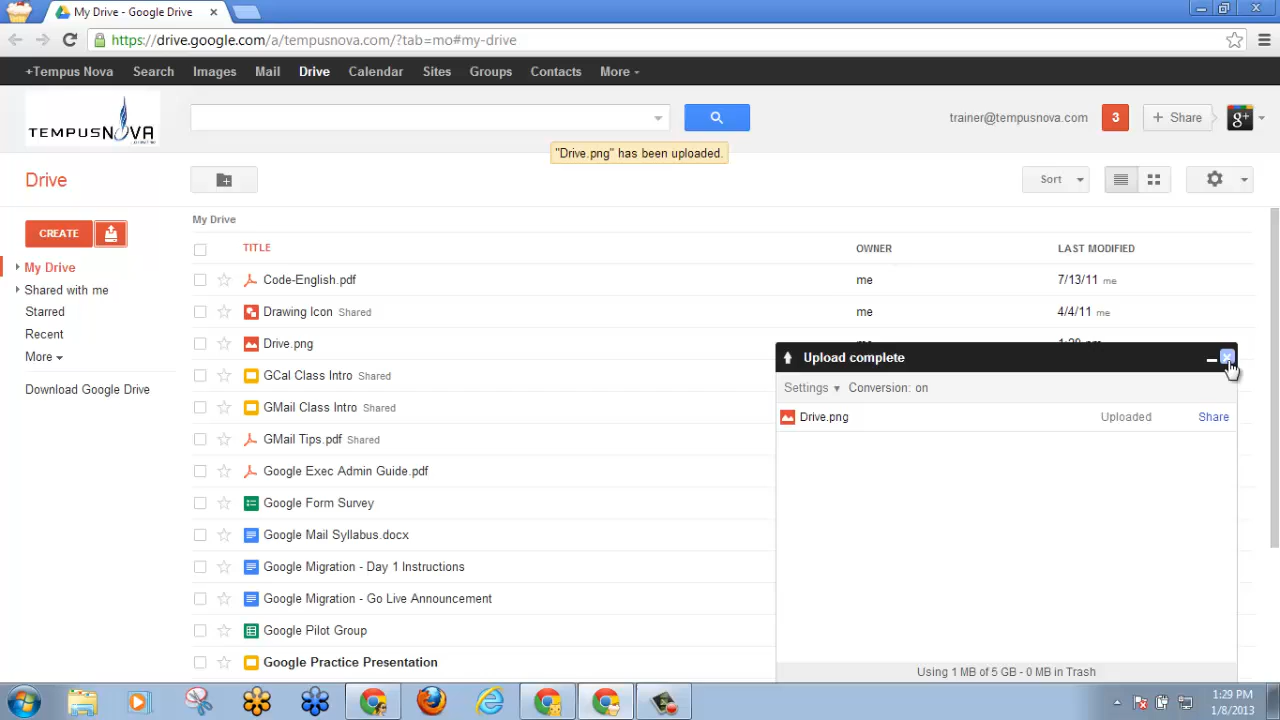 My Drive - Google Drive
https://drive.google.com/a/tempusnova.com/?tab=mo#my-drive
+Tempus Nova Search Images Mail Drive Calendar Sites Groups Contacts More
TEMPUSNOVA
trainer@tempusnova.com 3 + Share g+
"Drive.png" has been uploaded.
Drive
Sort
CREATE
My Drive
Shared with me
Starred
Recent
More
Download Google Drive
My Drive
TITLE OWNER LAST MODIFIED
Code-English.pdf me 7/13/11 me
Drawing Icon Shared me 4/4/11 me
Drive.png
GCal Class Intro Shared
GMail Class Intro Shared
GMail Tips.pdf Shared
Google Exec Admin Guide.pdf
Google Form Survey
Google Mail Syllabus.docx
Google Migration - Day 1 Instructions
Google Migration - Go Live Announcement
Google Pilot Group
Google Practice Presentation
Upload complete
Settings Conversion: on
Drive.png Uploaded Share
Using 1 MB of 5 GB - 0 MB in Trash
1:29 PM
1/8/2013